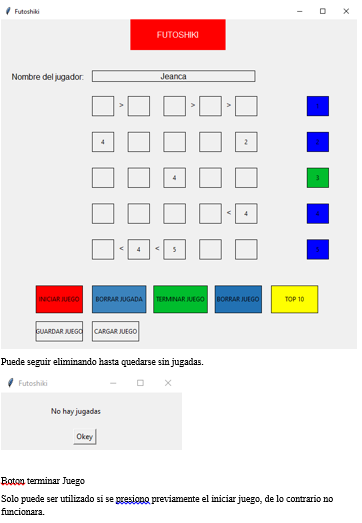 Futoshiki
FUTOSHIKI
Nombre del jugador: Jeanca
> > >
4 2
4 3
< 4
< 4 < 5
INICIAR JUEGO BORRAR JUGADA TERMINAR JUEGO BORRAR JUEGO TOP 10
GUARDAR JUEGO CARGAR JUEGO
Puede seguir eliminando hasta quedarse sin jugadas.
Futoshiki
No hay jugadas
Okey
Boton terminar Juego
Solo puede ser utilizado si se presiono previamente el iniciar juego, de lo contrario no
funcionara.